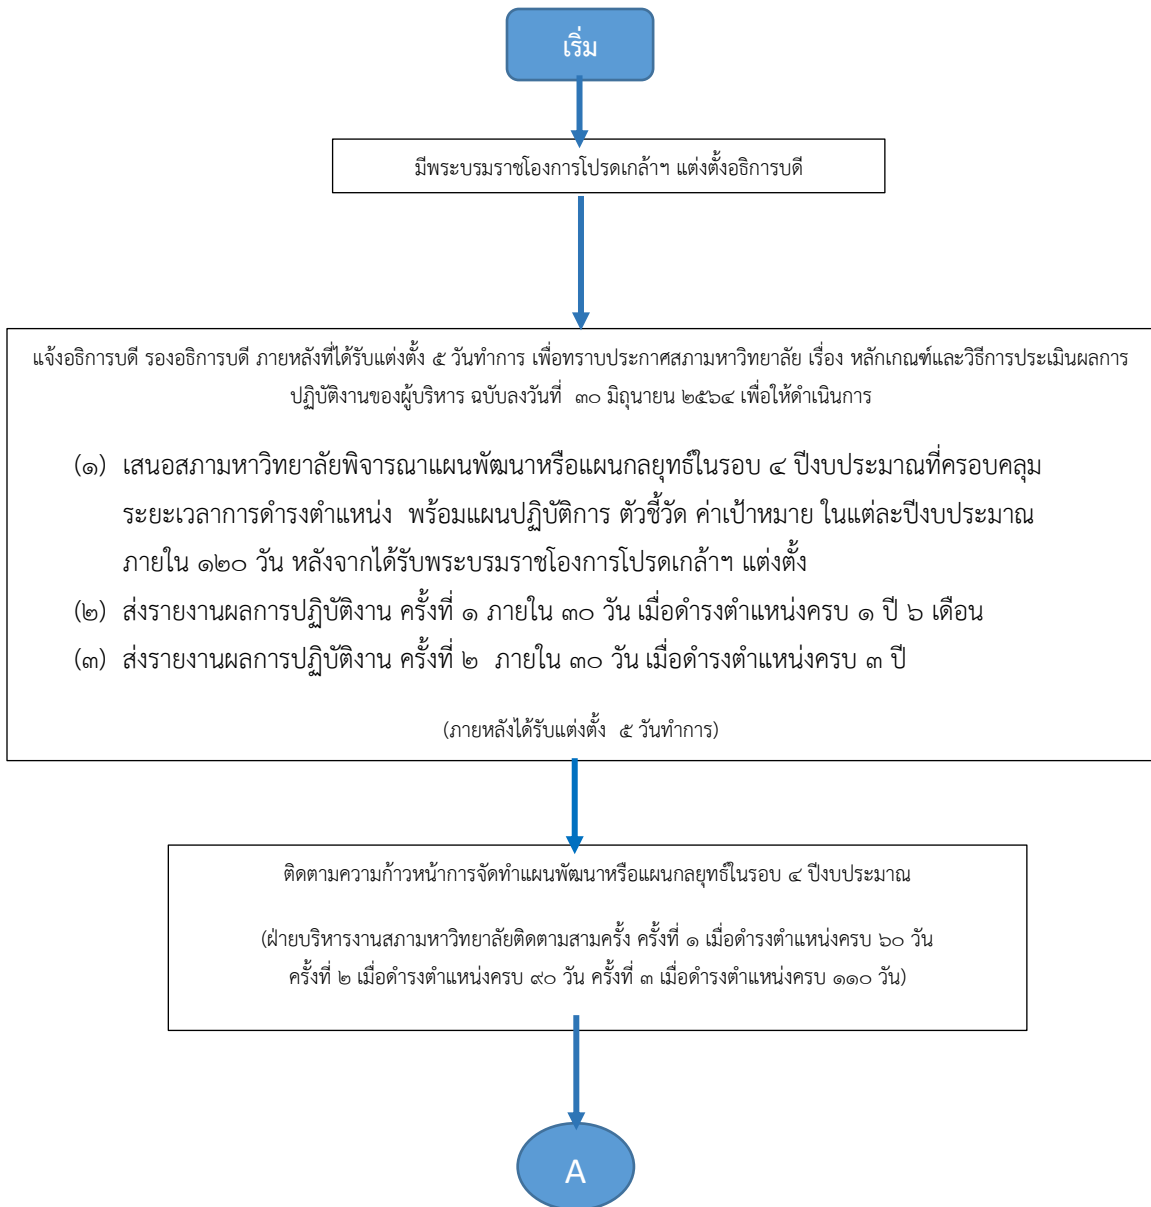 เริ่ม
มีพระบรมราชโองการโปรดเกล้าฯ แต่งตั้งอธิการบดี
แจ้งอธิการบดี รองอธิการบดี ภายหลังที่ได้รับแต่งตั้ง ๕ วันทำการ เพื่อทราบประกาศสภามหาวิทยาลัย เรื่อง หลักเกณฑ์และวิธีการประเมินผลการ
ปฏิบัติงานของผู้บริหาร ฉบับลงวันที่ ๓๐ มิถุนายน ๒๕๖๔ เพื่อให้ดำเนินการ
(๑) เสนอสภามหาวิทยาลัยพิจารณาแผนพัฒนาหรือแผนกลยุทธ์ในรอบ ๔ ปีงบประมาณที่ครอบคลุม
ระยะเวลาการดำรงตำแหน่ง พร้อมแผนปฏิบัติการ ตัวชี้วัด ค่าเป้าหมาย ในแต่ละปีงบประมาณ
ภายใน ๑๒๐ วัน หลังจากได้รับพระบรมราชโองการโปรดเกล้าฯ แต่งตั้ง
(๒) ส่งรายงานผลการปฏิบัติงาน ครั้งที่ ๑ ภายใน ๓๐ วัน เมื่อดำรงตำแหน่งครบ ๑ ปี ๖ เดือน
(๓) ส่งรายงานผลการปฏิบัติงาน ครั้งที่ ๒ ภายใน ๓๐ วัน เมื่อดำรงตำแหน่งครบ ๓ ปี
(ภายหลังได้รับแต่งตั้ง ๕ วันทำการ)
ติดตามความก้าวหน้าการจัดทำแผนพัฒนาหรือแผนกลยุทธ์ในรอบ ๔ ปีงบประมาณ
(ฝ่ายบริหารงานสภามหาวิทยาลัยติดตามสามครั้ง ครั้งที่ ๑ เมื่อดำรงตำแหน่งครบ ๖๐ วัน
ครั้งที่ ๒ เมื่อดำรงตำแหน่งครบ ๙๐ วัน ครั้งที่ ๓ เมื่อดำรงตำแหน่งครบ ๑๑๐ วัน)
A